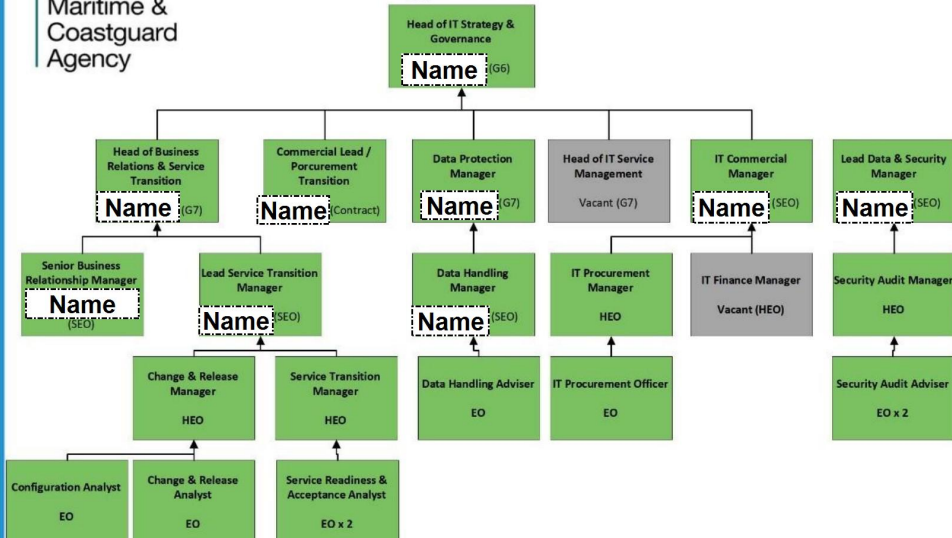 Maritime &
Coastguard
Agency
Head of IT Strategy &
Governance
Name (G6)
Head of Business
Relations & Service
Transition
Name (G7)
Commercial Lead /
Porcurement
Transition
Name (Contract)
Data Protection
Manager
Name (G7)
Head of IT Service
Management
Vacant (G7)
IT Commercial
Manager
Name (SEO)
Lead Data & Security
Manager
Name (SEO)
Senior Business
Relationship Manager
Name
(SEO)
Lead Service Transition
Manager
Name (SEO)
Data Handling
Manager
Name (SEO)
IT Procurement
Manager
HEO
IT Finance Manager
Vacant (HEO)
Security Audit Manager
HEO
Change & Release
Manager
HEO
Service Transition
Manager
HEO
Data Handling Adviser
EO
IT Procurement Officer
EO
Security Audit Adviser
EO x 2
Configuration Analyst
EO
Change & Release
Analyst
EO
Service Readiness &
Acceptance Analyst
EO x 2